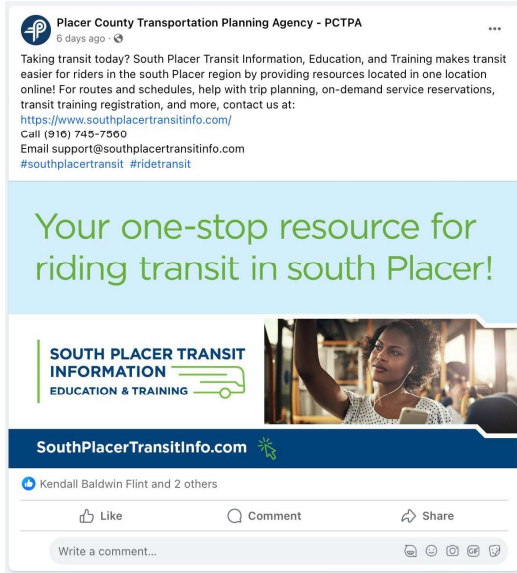 Placer County Transportation Planning Agency - PCTPA
6 days ago ·
Taking transit today? South Placer Transit Information, Education, and Training makes transit
easier for riders in the south Placer region by providing resources located in one location
online! For routes and schedules, help with trip planning, on-demand service reservations,
transit training registration, and more, contact us at:
https://www.southplacertransitinfo.com/
Call (916) 745-7560
Email support@southplacertransitinfo.com
#southplacertransit #ridetransit
Your one-stop resource for
riding transit in south Placer!
SOUTH PLACER TRANSIT
INFORMATION
EDUCATION & TRAINING
SouthPlacerTransitInfo.com
Kendall Baldwin Flint and 2 others
Like Comment Share
Write a comment...
GIF